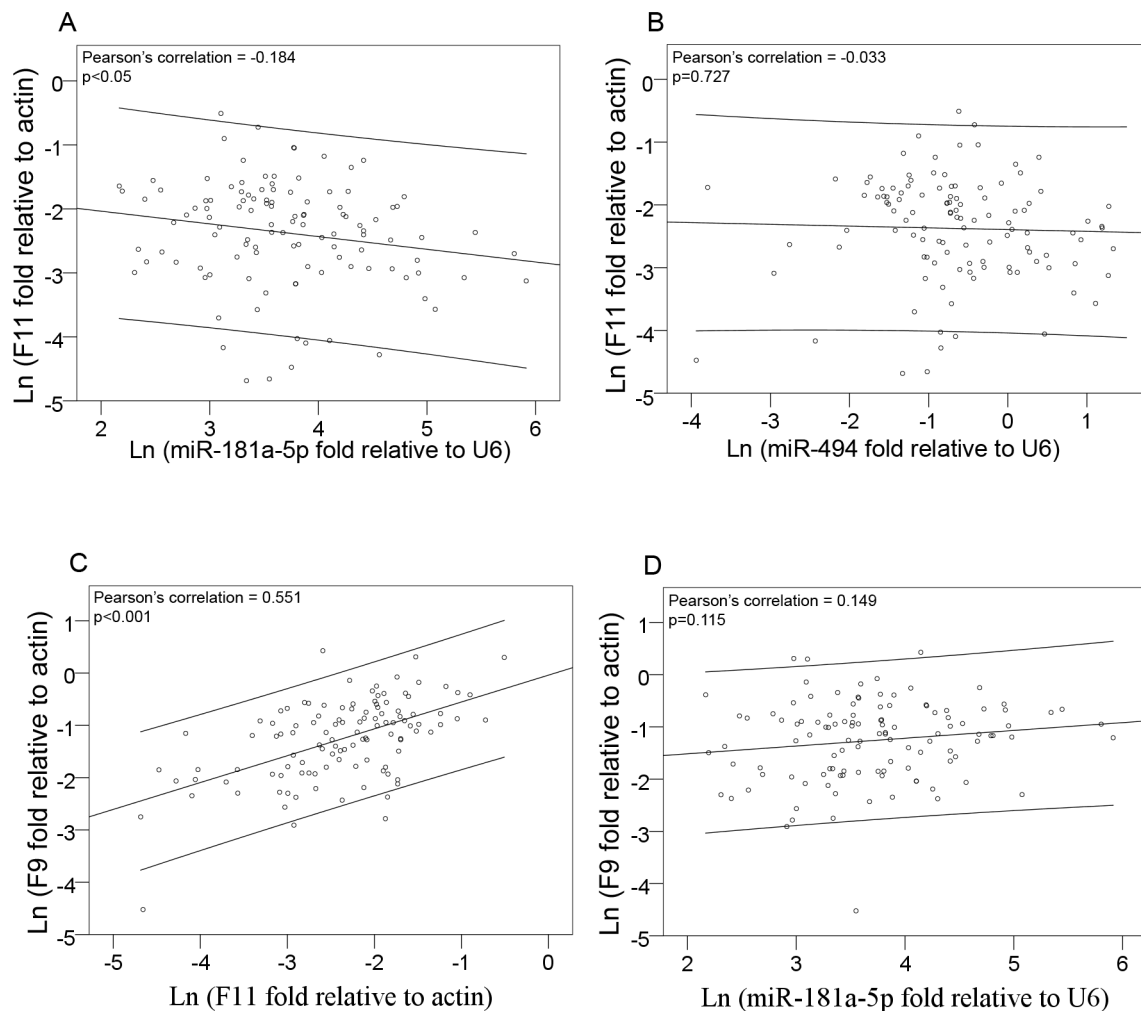 A
Pearson's correlation = -0.184
p<0.05
Ln (F11 fold relative to actin)
0
-1
-2
-3
-4
-5
2
3
4
5
6
Ln (miR-181a-5p fold relative to U6)
B
Pearson's correlation = -0.033
p=0.727
Ln (F11 fold relative to actin)
0
-1
-2
-3
-4
-5
-4
-3
-2
-1
0
1
Ln (miR-494 fold relative to U6)
C
Pearson's correlation = 0.551
p<0.001
Ln (F9 fold relative to actin)
1
0
-1
-2
-3
-4
-5
-5
-4
-3
-2
-1
0
Ln (F11 fold relative to actin)
D
Pearson's correlation = 0.149
p=0.115
Ln (F9 fold relative to actin)
1
0
-1
-2
-3
-4
-5
2
3
4
5
6
Ln (miR-181a-5p fold relative to U6)